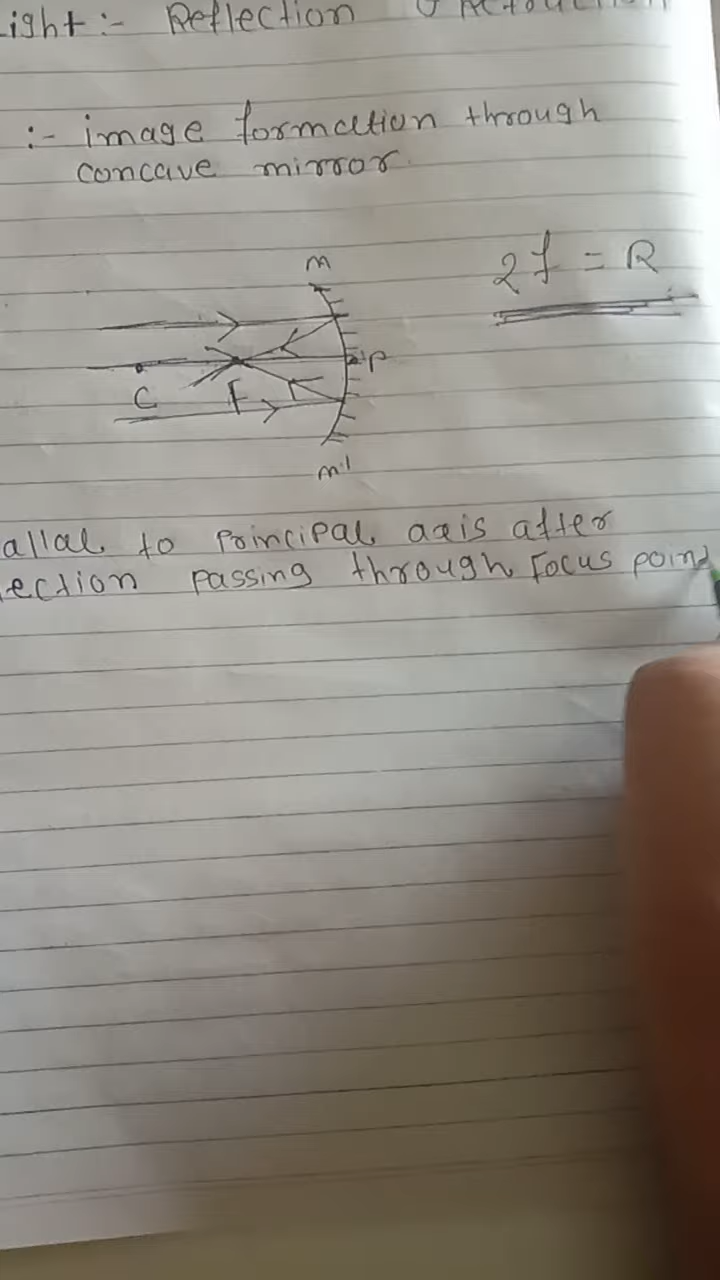 ight:- Reflection
:- image formation through
concave mirror
2f = R
M
P
C
F
M'
allal to principal axis after
ection passing through Focus point